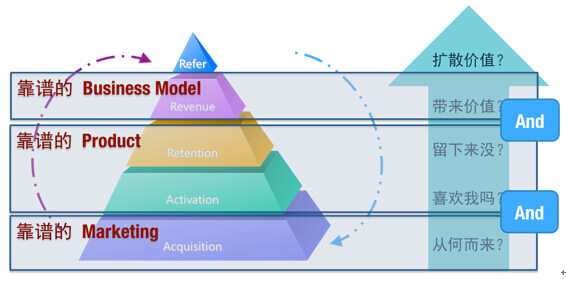 Refer
扩散价值?
靠谱的 Business Model
Revenue
带来价值?
And
靠谱的 Product
Retention
留下来没?
Activation
喜欢我吗?
And
靠谱的 Marketing
Acquisition
从何而来?